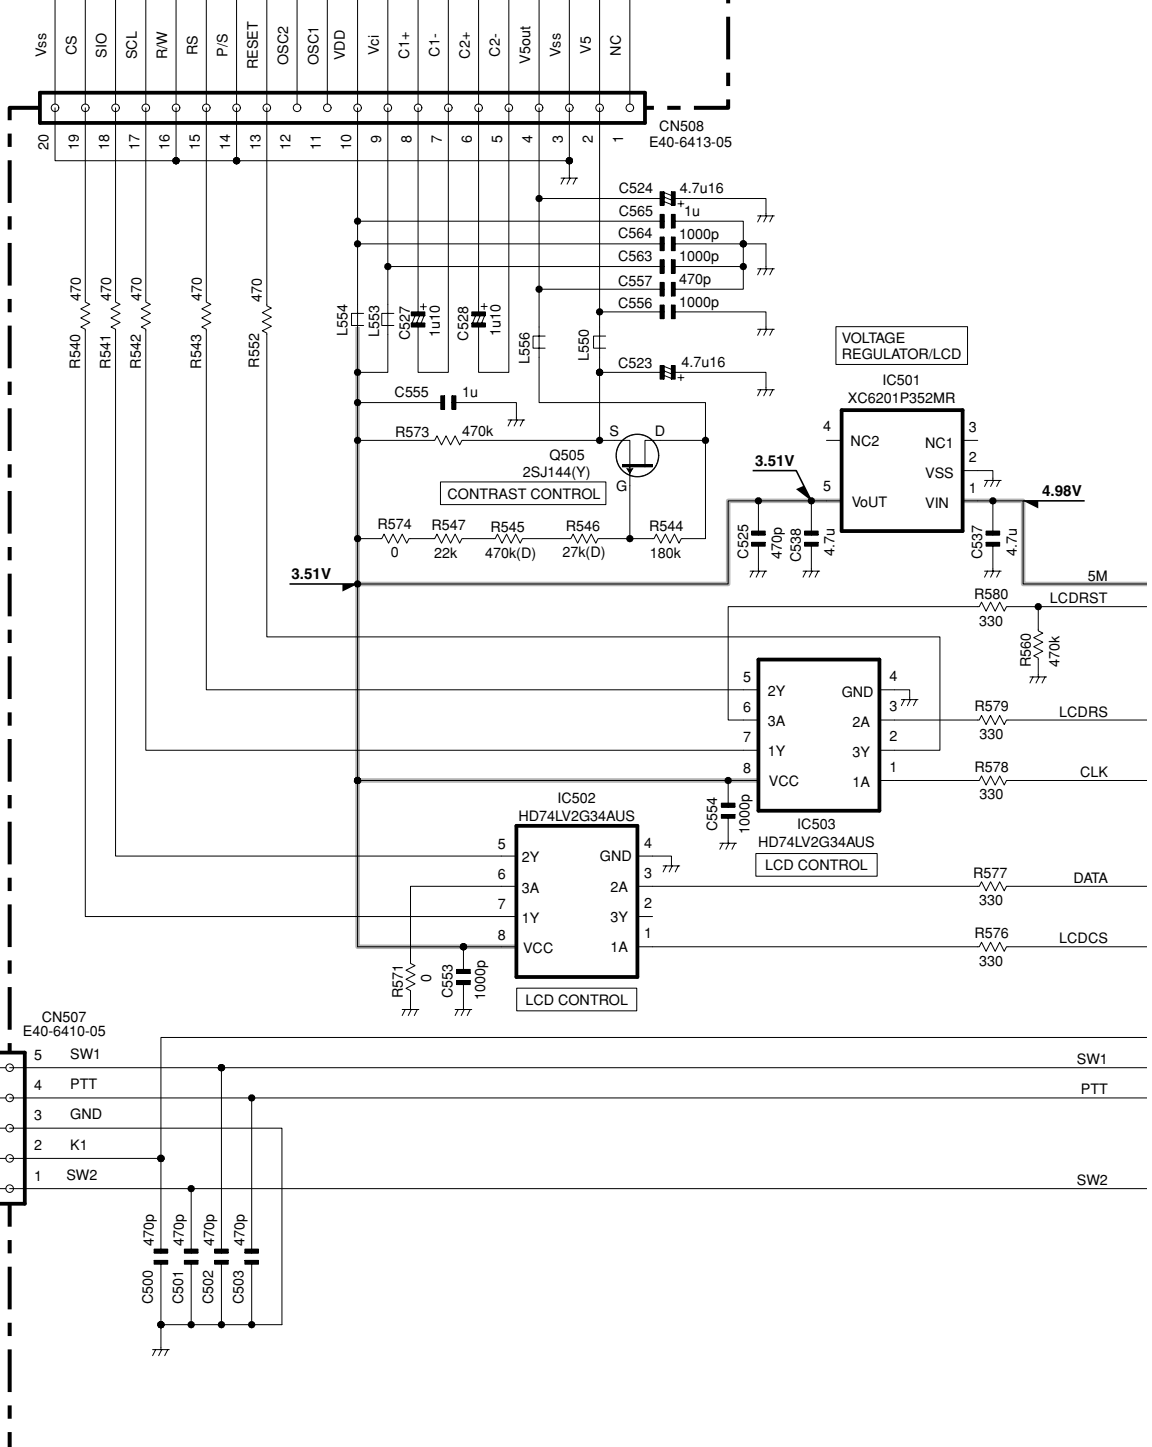 Vss CS SIO SCL R/W RS P/S RESET OSC2 OSC1 VDD Vci C1+ C1- C2+ C2- V5out Vss V5 NC
CN508
E40-6413-05
20 19 18 17 16 15 14 13 12 11 10 9 8 7 6 5 4 3 2 1
C524 4.7u16
+
C565 1u
C564 1000p
C563 1000p
C557 470p
C556 1000p
R540 470
R541 470
R542 470
R543 470
R552 470
L554
L553
C527 + 1u10
C528 + 1u10
L556
L550
C523 4.7u16
+
VOLTAGE
REGULATOR/LCD
IC501
XC6201P352MR
C555 1u
R573 470k
S D
G
Q505
2SJ144(Y)
CONTRAST CONTROL
4 NC2 NC1 3
VSS 2
5 VoUT VIN 1
3.51V
4.98V
R574 R547 R545 R546 R544
0 22k 470k(D) 27k(D) 180k
C525 470p
C538 4.7u
C537 4.7u
3.51V
5M
R580 LCDRST
330
R560 470k
5 2Y GND 4
6 3A 2A 3
7 1Y 3Y 2
8 VCC 1A 1
R579 LCDRS
330
R578 CLK
330
C554 1000p
IC503
HD74LV2G34AUS
LCD CONTROL
IC502
HD74LV2G34AUS
5 2Y GND 4
6 3A 2A 3
7 1Y 3Y 2
8 VCC 1A 1
R577 DATA
330
R576 LCDCS
330
R571 0
C553 1000p
LCD CONTROL
CN507
E40-6410-05
5 SW1 SW1
4 PTT PTT
3 GND
2 K1
1 SW2 SW2
C500 470p
C501 470p
C502 470p
C503 470p